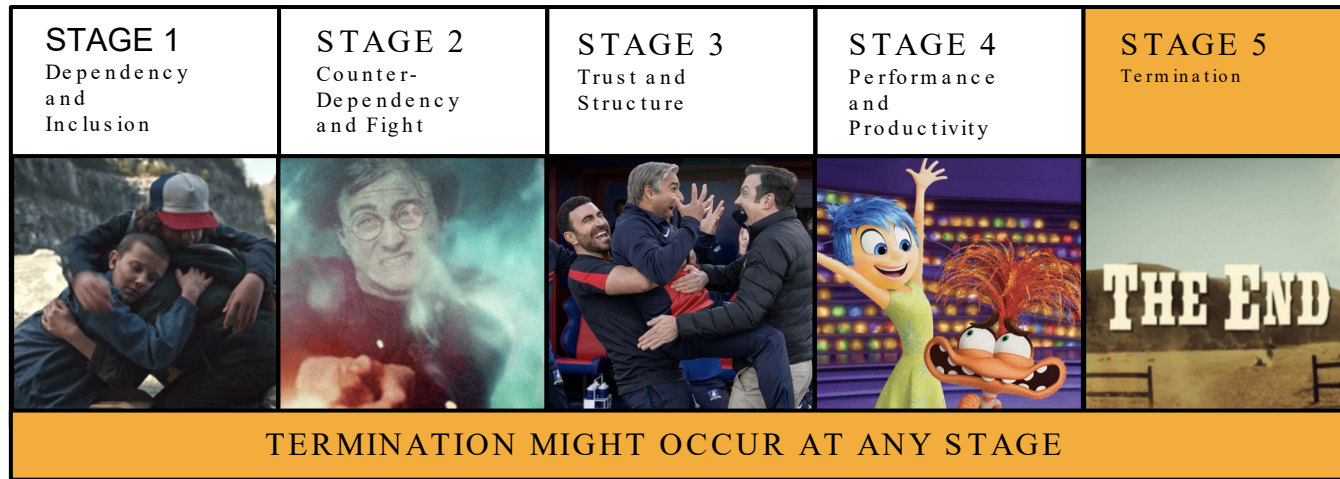 STAGE 1
Dependency
and
Inclusion
STAGE 2
Counter-
Dependency
and Fight
STAGE 3
Trust and
Structure
STAGE 4
Performance
and
Productivity
STAGE 5
Termination
THE END
TERMINATION MIGHT OCCUR AT ANY STAGE